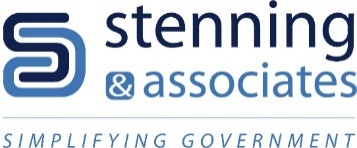 stenning
& associates
SIMPLIFYING GOVERNMENT